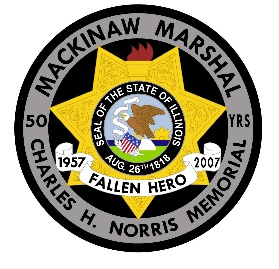 MACKINAW MARSHAL
50 YRS
SEAL OF THE STATE OF ILLINOIS
AUG. 26TH 1818
1957 2007
FALLEN HERO
CHARLES H. NORRIS MEMORIAL